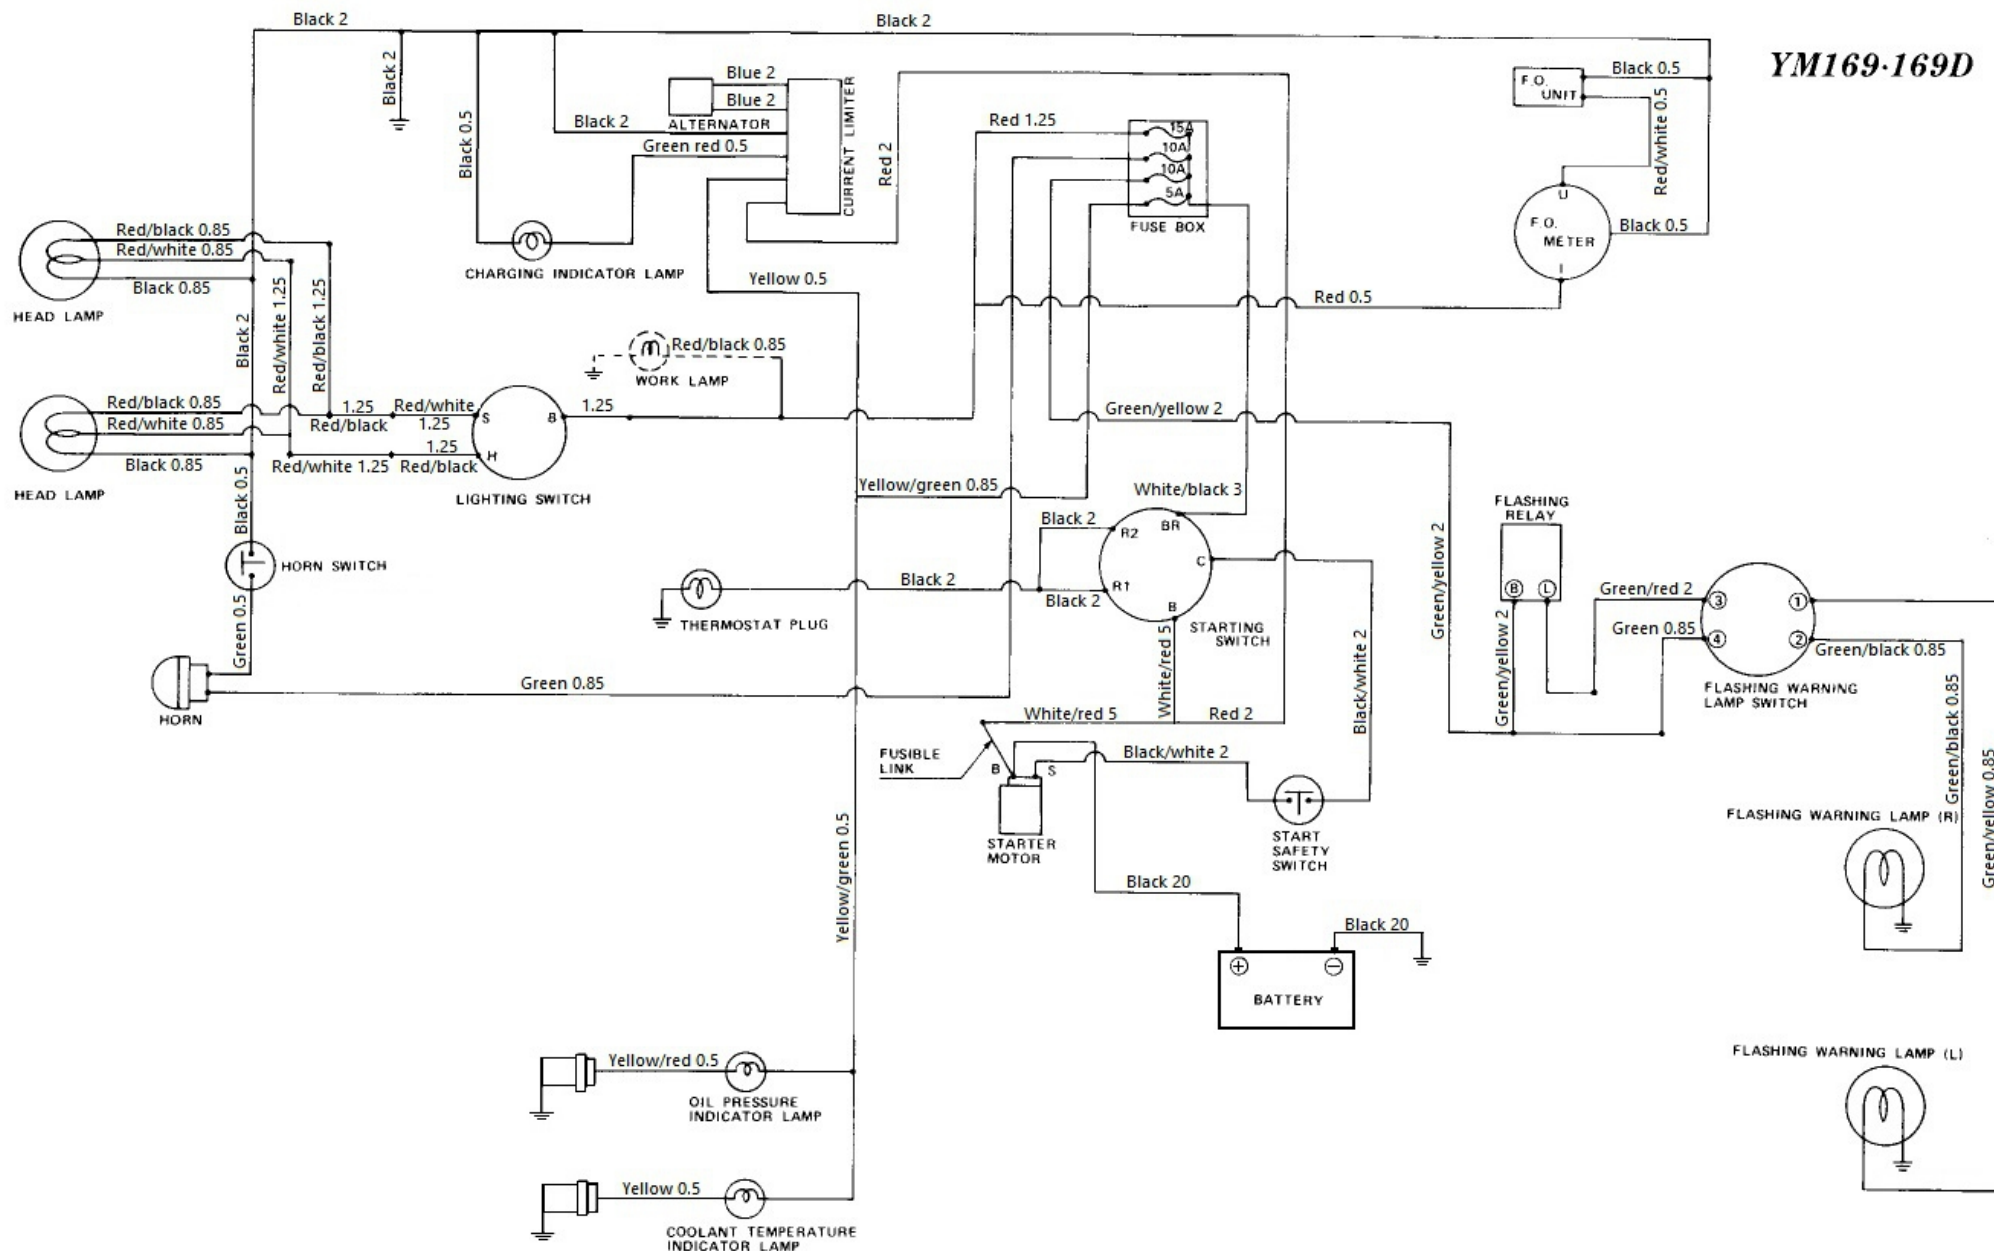 Black 2
Black 2
YM169·169D
Black 2
Black 0.5
Blue 2
Blue 2
ALTERNATOR
Black 2
Green red 0.5
CURRENT LIMITER
Red 2
Red 1.25
15A
10A
10A
5A
FUSE BOX
F.O.
UNIT
Black 0.5
Red/white 0.5
U
F.O.
METER
I
Black 0.5
Red/black 0.85
Red/white 0.85
Black 0.85
HEAD LAMP
CHARGING INDICATOR LAMP
Yellow 0.5
Red 0.5
Black 2
Red/white 1.25
Red/black 1.25
Red/black 0.85
WORK LAMP
Red/black 0.85
Red/white 0.85
Black 0.85
HEAD LAMP
1.25
Red/white
Red/black
1.25
1.25
Red/white 1.25
Red/black
S
B
H
1.25
LIGHTING SWITCH
Green/yellow 2
Black 0.5
Yellow/green 0.85
White/black 3
HORN SWITCH
Green 0.5
HORN
Black 2
R2
BR
C
R1
B
Black 2
Black 2
STARTING
SWITCH
THERMOSTAT PLUG
Green 0.85
White/red 5
Black/white 2
Green/yellow 2
FLASHING
RELAY
B
L
Green/yellow 2
Green/red 2
Green 0.85
3
1
4
2
Green/black 0.85
FLASHING WARNING
LAMP SWITCH
White/red 5
Red 2
FUSIBLE
LINK
B
S
Black/white 2
STARTER
MOTOR
START
SAFETY
SWITCH
Green/black 0.85
Green/yellow 0.85
FLASHING WARNING LAMP (R)
Yellow/green 0.5
Black 20
Black 20
+
−
BATTERY
Yellow/red 0.5
OIL PRESSURE
INDICATOR LAMP
FLASHING WARNING LAMP (L)
Yellow 0.5
COOLANT TEMPERATURE
INDICATOR LAMP